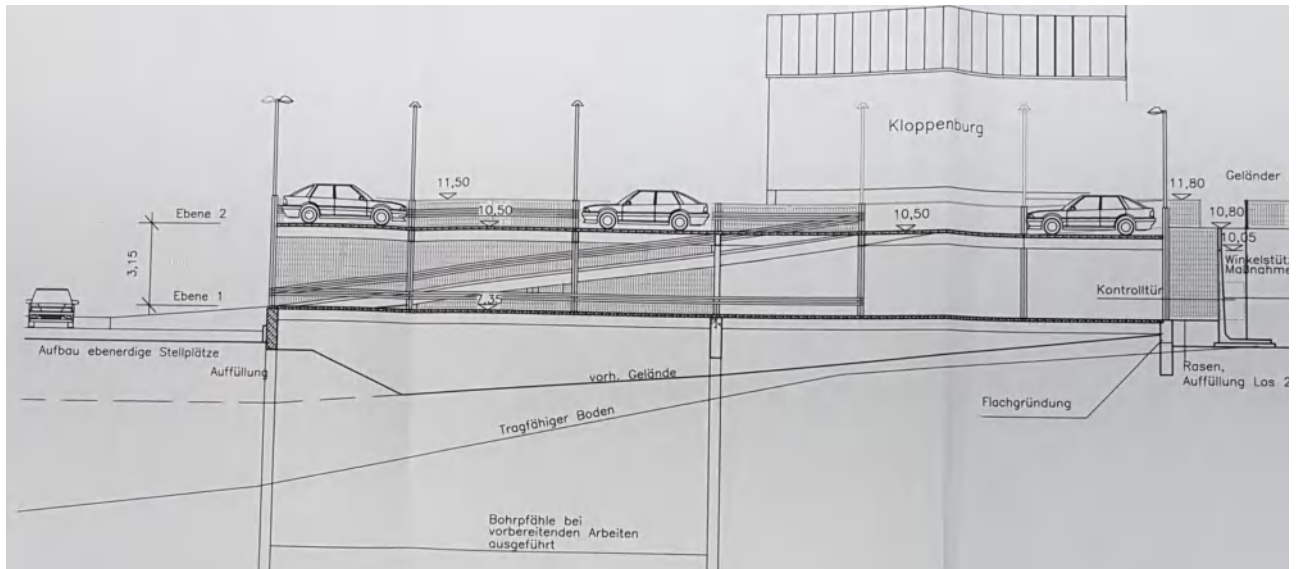 Kloppenburg
11,50
11,80
Geländer
Ebene 2
10,50
10,50
10,80
10,05
3,15
Winkelstütz
Maßnahme
Ebene 1
7,35
Kontrolltür
Aufbau ebenerdige Stellplätze
Auffüllung
vorh. Gelände
Rasen,
Auffüllung Los 2
Flachgründung
Tragfähiger Boden
Bohrpfähle bei
vorbereitenden Arbeiten
ausgeführt